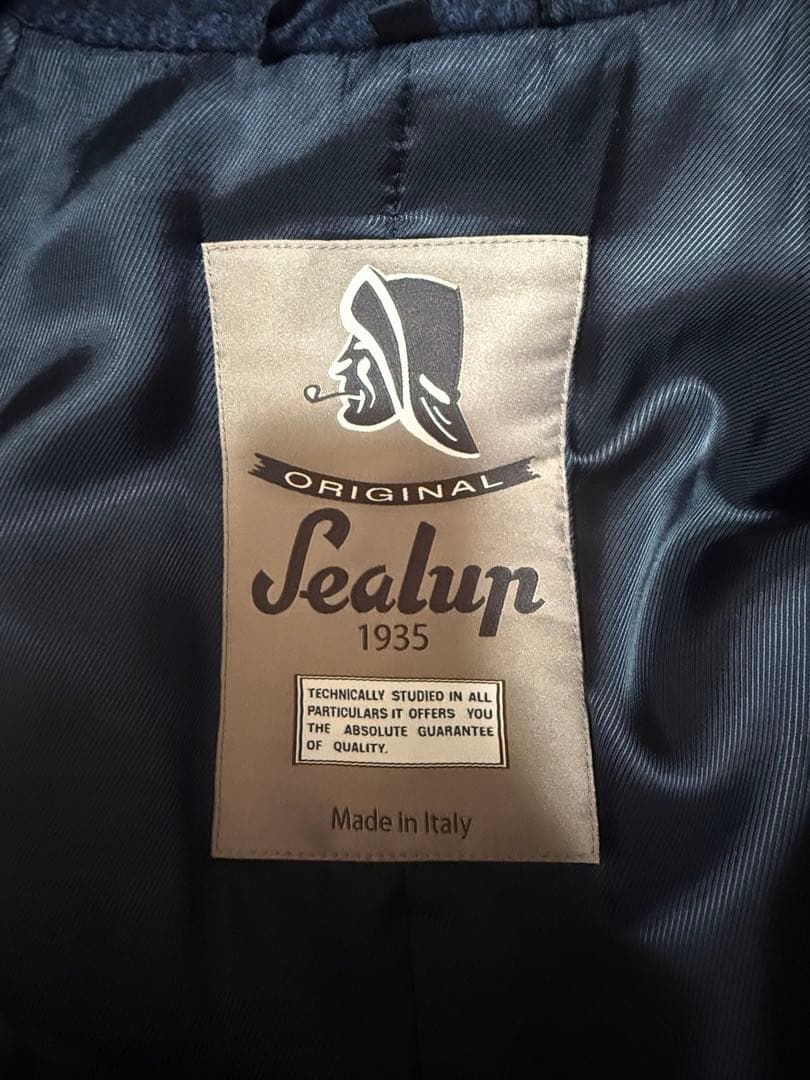 ORIGINAL
Sealup
1935
TECHNICALLY STUDIED IN ALL
PARTICULARS IT OFFERS YOU
THE ABSOLUTE GUARANTEE
OF QUALITY.
Made in Italy